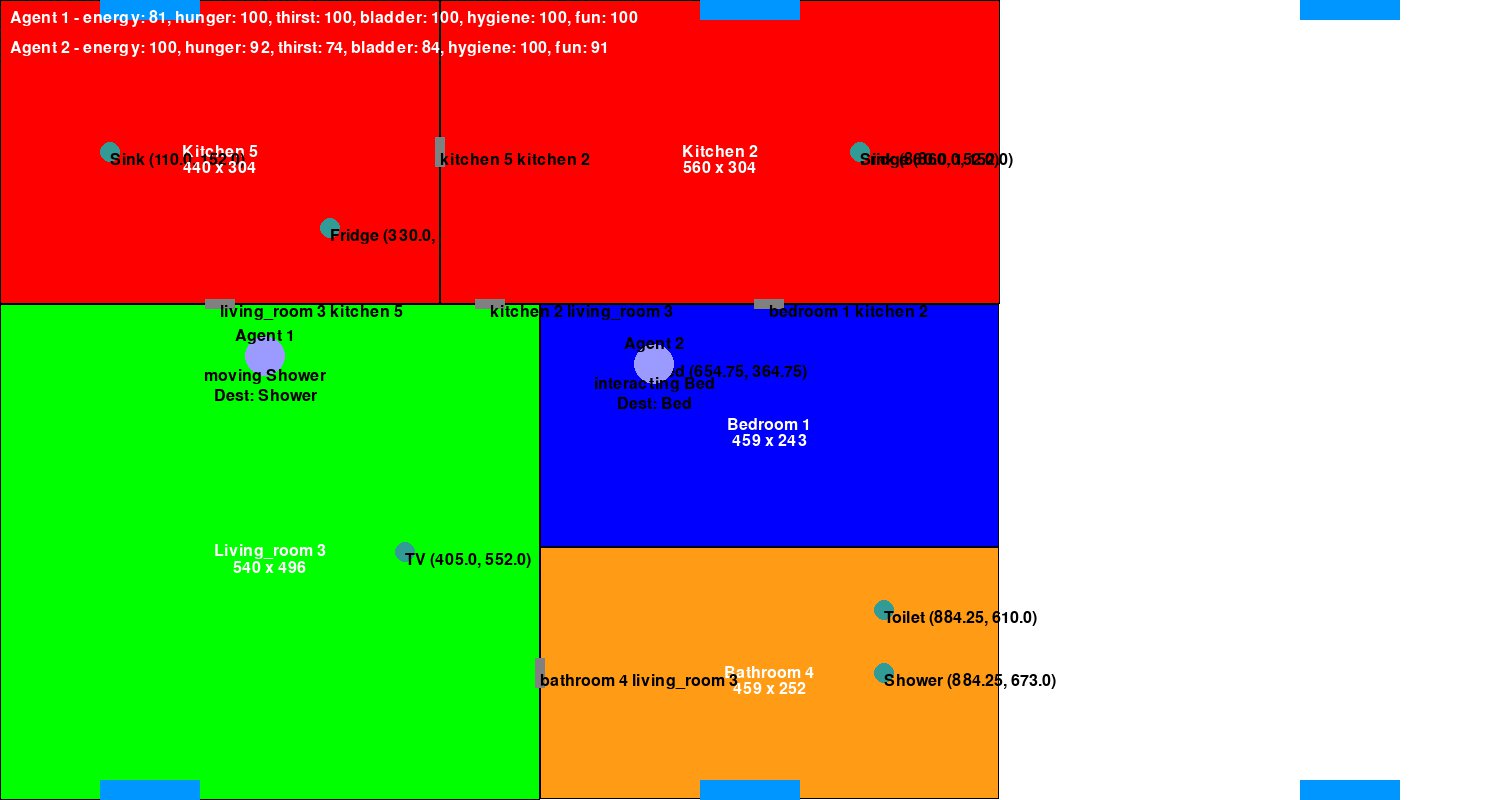 Agent 1 - energy: 81, hunger: 100, thirst: 100, bladder: 100, hygiene: 100, fun: 100
Agent 2 - energy: 100, hunger: 92, thirst: 74, bladder: 84, hygiene: 100, fun: 91
Kitchen 5
440 x 304
Sink (110.0, 152.0)
kitchen 5 kitchen 2
Kitchen 2
560 x 304
Fridge (330.0,
living_room 3 kitchen 5
kitchen 2 living_room 3
bedroom 1 kitchen 2
Agent 1
moving Shower
Dest: Shower
Agent 2
(654.75, 364.75)
interacting Bed
Dest: Bed
Bedroom 1
459 x 243
Living_room 3
540 x 496
TV (405.0, 552.0)
Toilet (884.25, 610.0)
Bathroom 4
459 x 252
bathroom 4 living_room 3
Shower (884.25, 673.0)